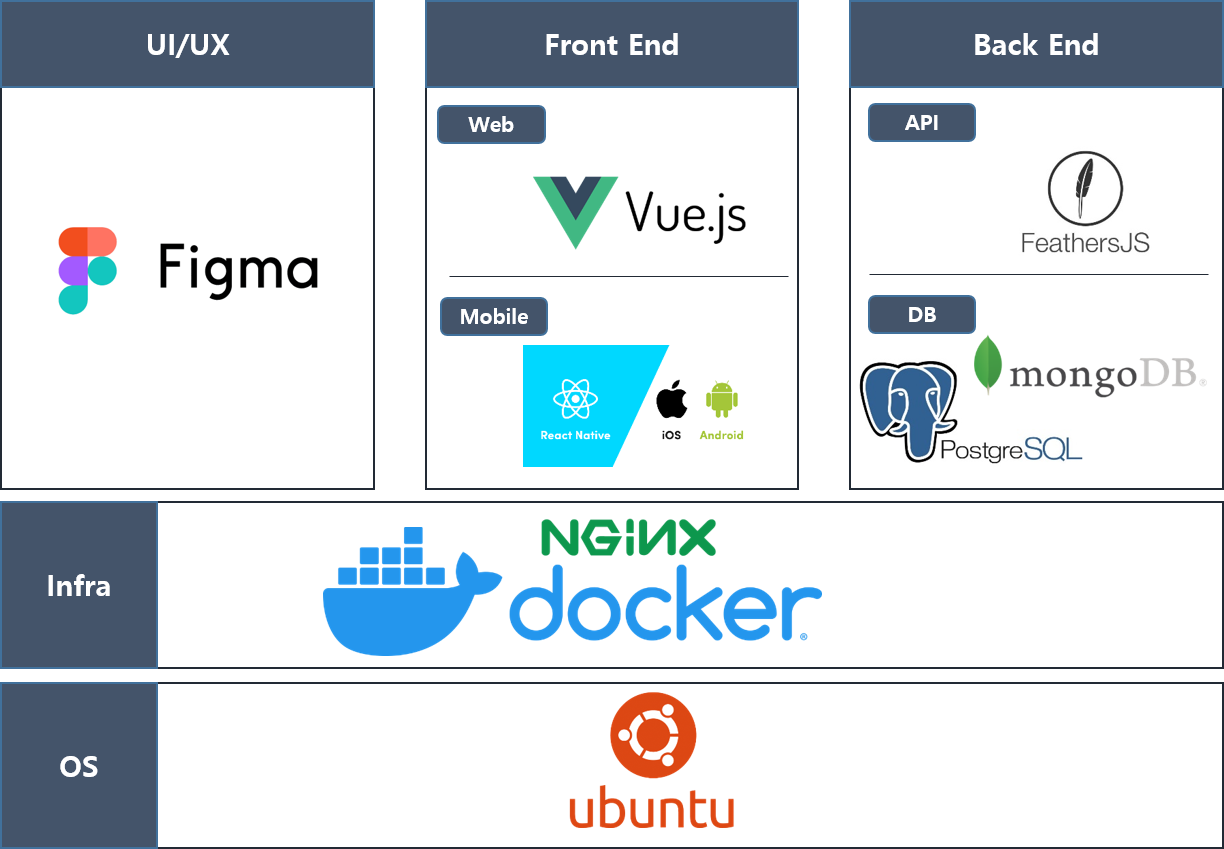 UI/UX
Figma
Front End
Web
Vue.js
Mobile
React Native
iOS
Android
Back End
API
FeathersJS
DB
mongoDB®
PostgreSQL
Infra
NGINX
docker®
OS
ubuntu